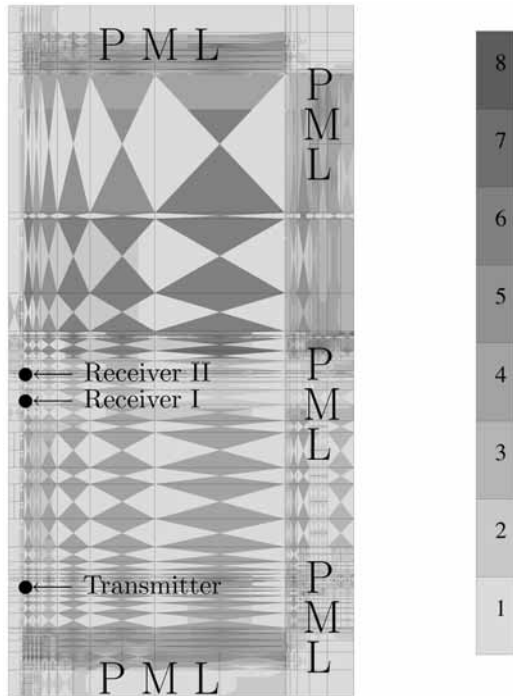 P M L
P
M
L
Receiver II
Receiver I
P
M
L
Transmitter
P
M
L
P M L
8
7
6
5
4
3
2
1